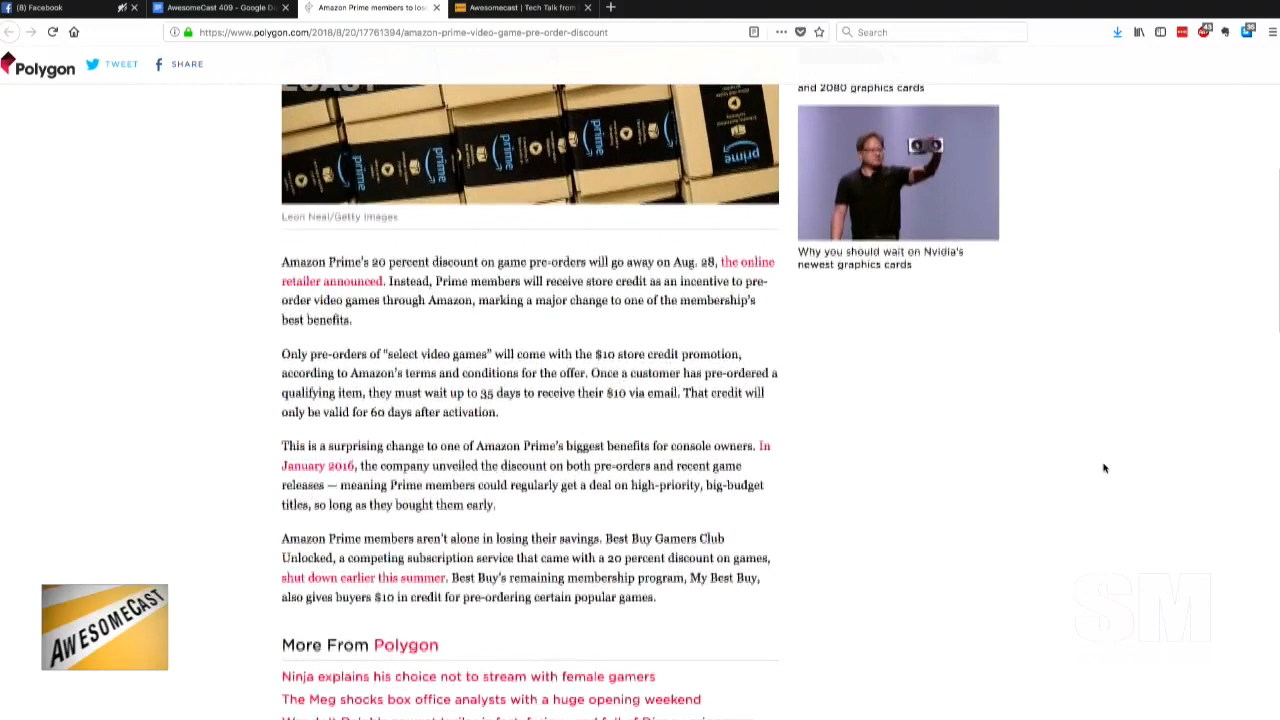 (8) Facebook
AwesomeCast 409 - Google D
Amazon Prime members to lo
Awesomecast | Tech Talk from
https://www.polygon.com/2018/8/20/17761394/amazon-prime-video-game-pre-order-discount
Search
Polygon
TWEET
SHARE
and 2080 graphics cards
prime
prime
prime
prime
prime
Leon Neal/Getty Images
Why you should wait on Nvidia's
newest graphics cards
Amazon Prime's 20 percent discount on game pre-orders will go away on Aug. 28, the online
retailer announced. Instead, Prime members will receive store credit as an incentive to pre-
order video games through Amazon, marking a major change to one of the membership's
best benefits.
Only pre-orders of "select video games" will come with the $10 store credit promotion,
according to Amazon's terms and conditions for the offer. Once a customer has pre-ordered a
qualifying item, they must wait up to 35 days to receive their $10 via email. That credit will
only be valid for 60 days after activation.
This is a surprising change to one of Amazon Prime's biggest benefits for console owners. In
January 2016, the company unveiled the discount on both pre-orders and recent game
releases — meaning Prime members could regularly get a deal on high-priority, big-budget
titles, so long as they bought them early.
Amazon Prime members aren't alone in losing their savings. Best Buy Gamers Club
Unlocked, a competing subscription service that came with a 20 percent discount on games,
shut down earlier this summer. Best Buy's remaining membership program, My Best Buy,
also gives buyers $10 in credit for pre-ordering certain popular games.
AWESOMECAST
SM
More From Polygon
Ninja explains his choice not to stream with female gamers
The Meg shocks box office analysts with a huge opening weekend